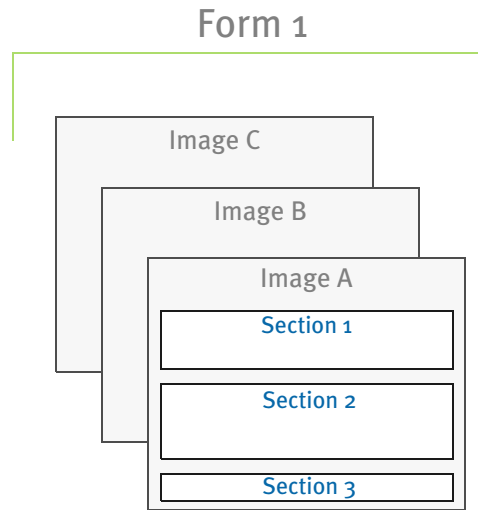 Form 1
Image C
Image B
Image A
Section 1
Section 2
Section 3